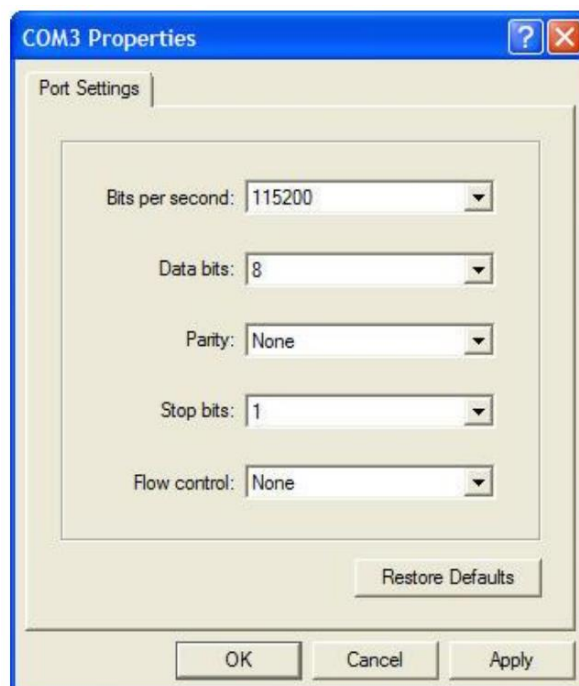 COM3 Properties
Port Settings
Bits per second: 115200
Data bits: 8
Parity: None
Stop bits: 1
Flow control: None
Restore Defaults
OK Cancel Apply